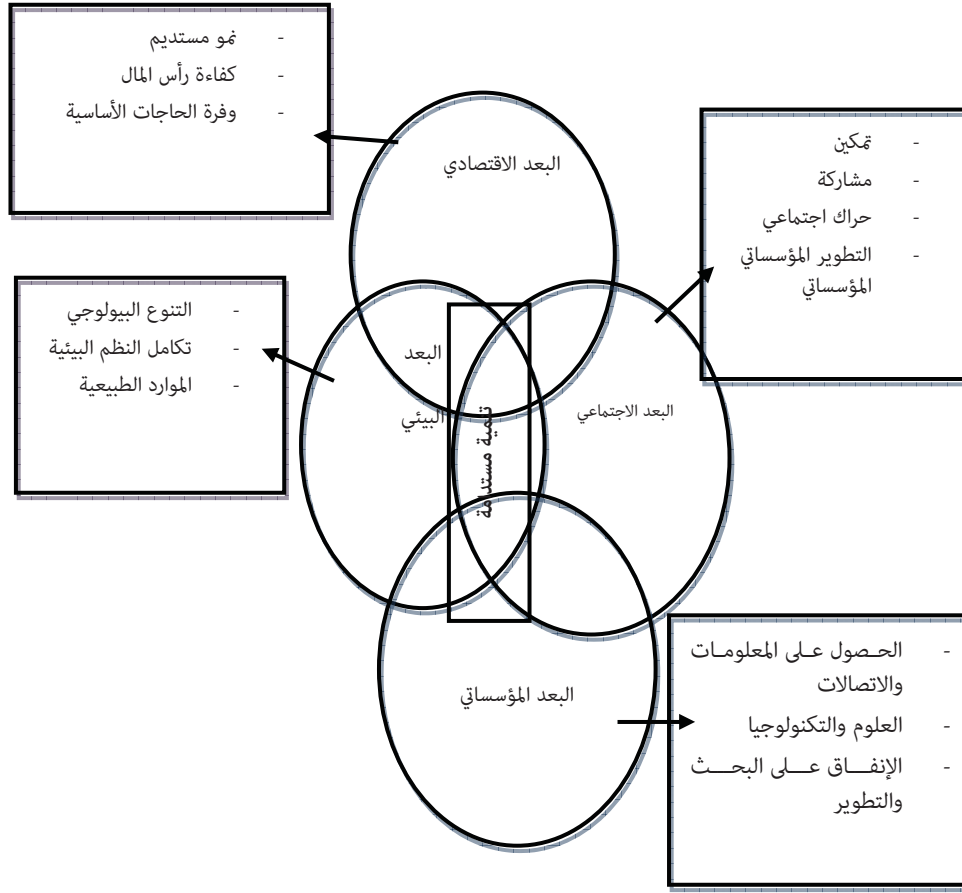 - نمو مستديم
- كفاءة رأس المال
- وفرة الحاجات الأساسية
البعد الاقتصادي
- تمكين
- مشاركة
- حراك اجتماعي
- التطوير المؤسساتي
المؤسساتي
- التنوع البيولوجي
- تكامل النظم البيئية
- الموارد الطبيعية
البعد
البيئي
تنمية مستدامة
البعد الاجتماعي
البعد المؤسساتي
- الحصول على المعلومات
والاتصالات
- العلوم والتكنولوجيا
- الإنفاق على البحث
والتطوير